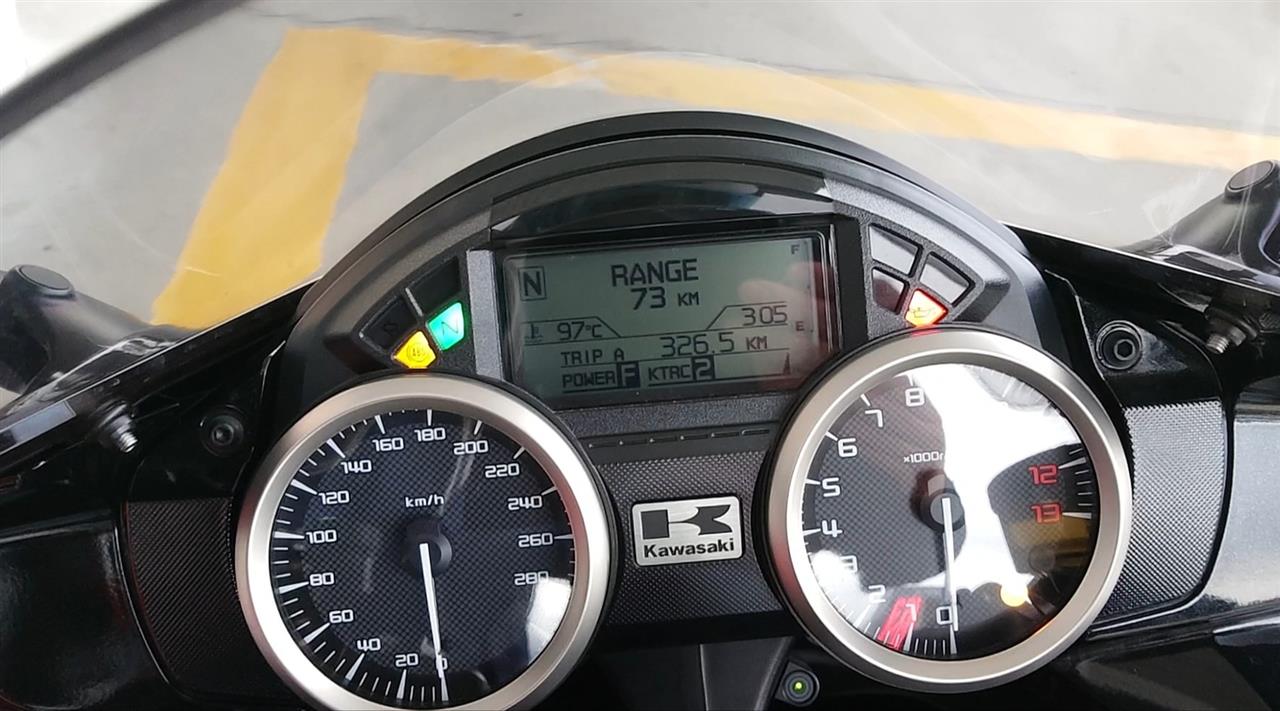 F
N
RANGE
73 KM
97°C
305
E
TRIP A 326.5 KM
POWER F KTRC 2
S
N
ABS
km/h
0
20
40
60
80
100
120
140
160
180
200
220
240
260
280
Kawasaki
×1000r
0
1
2
3
4
5
6
7
8
12
13